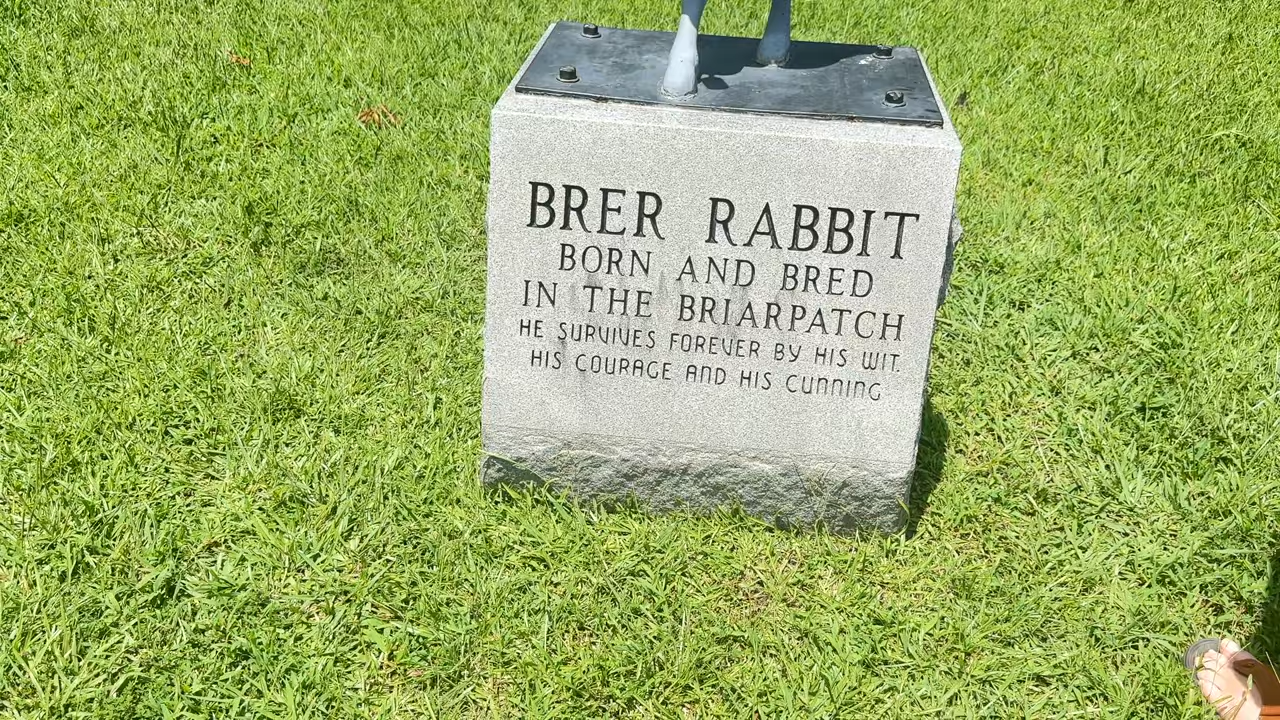 BRER RABBIT
BORN AND BRED
IN THE BRIARPATCH
HE SURVIVES FOREVER BY HIS WIT.
HIS COURAGE AND HIS CUNNING